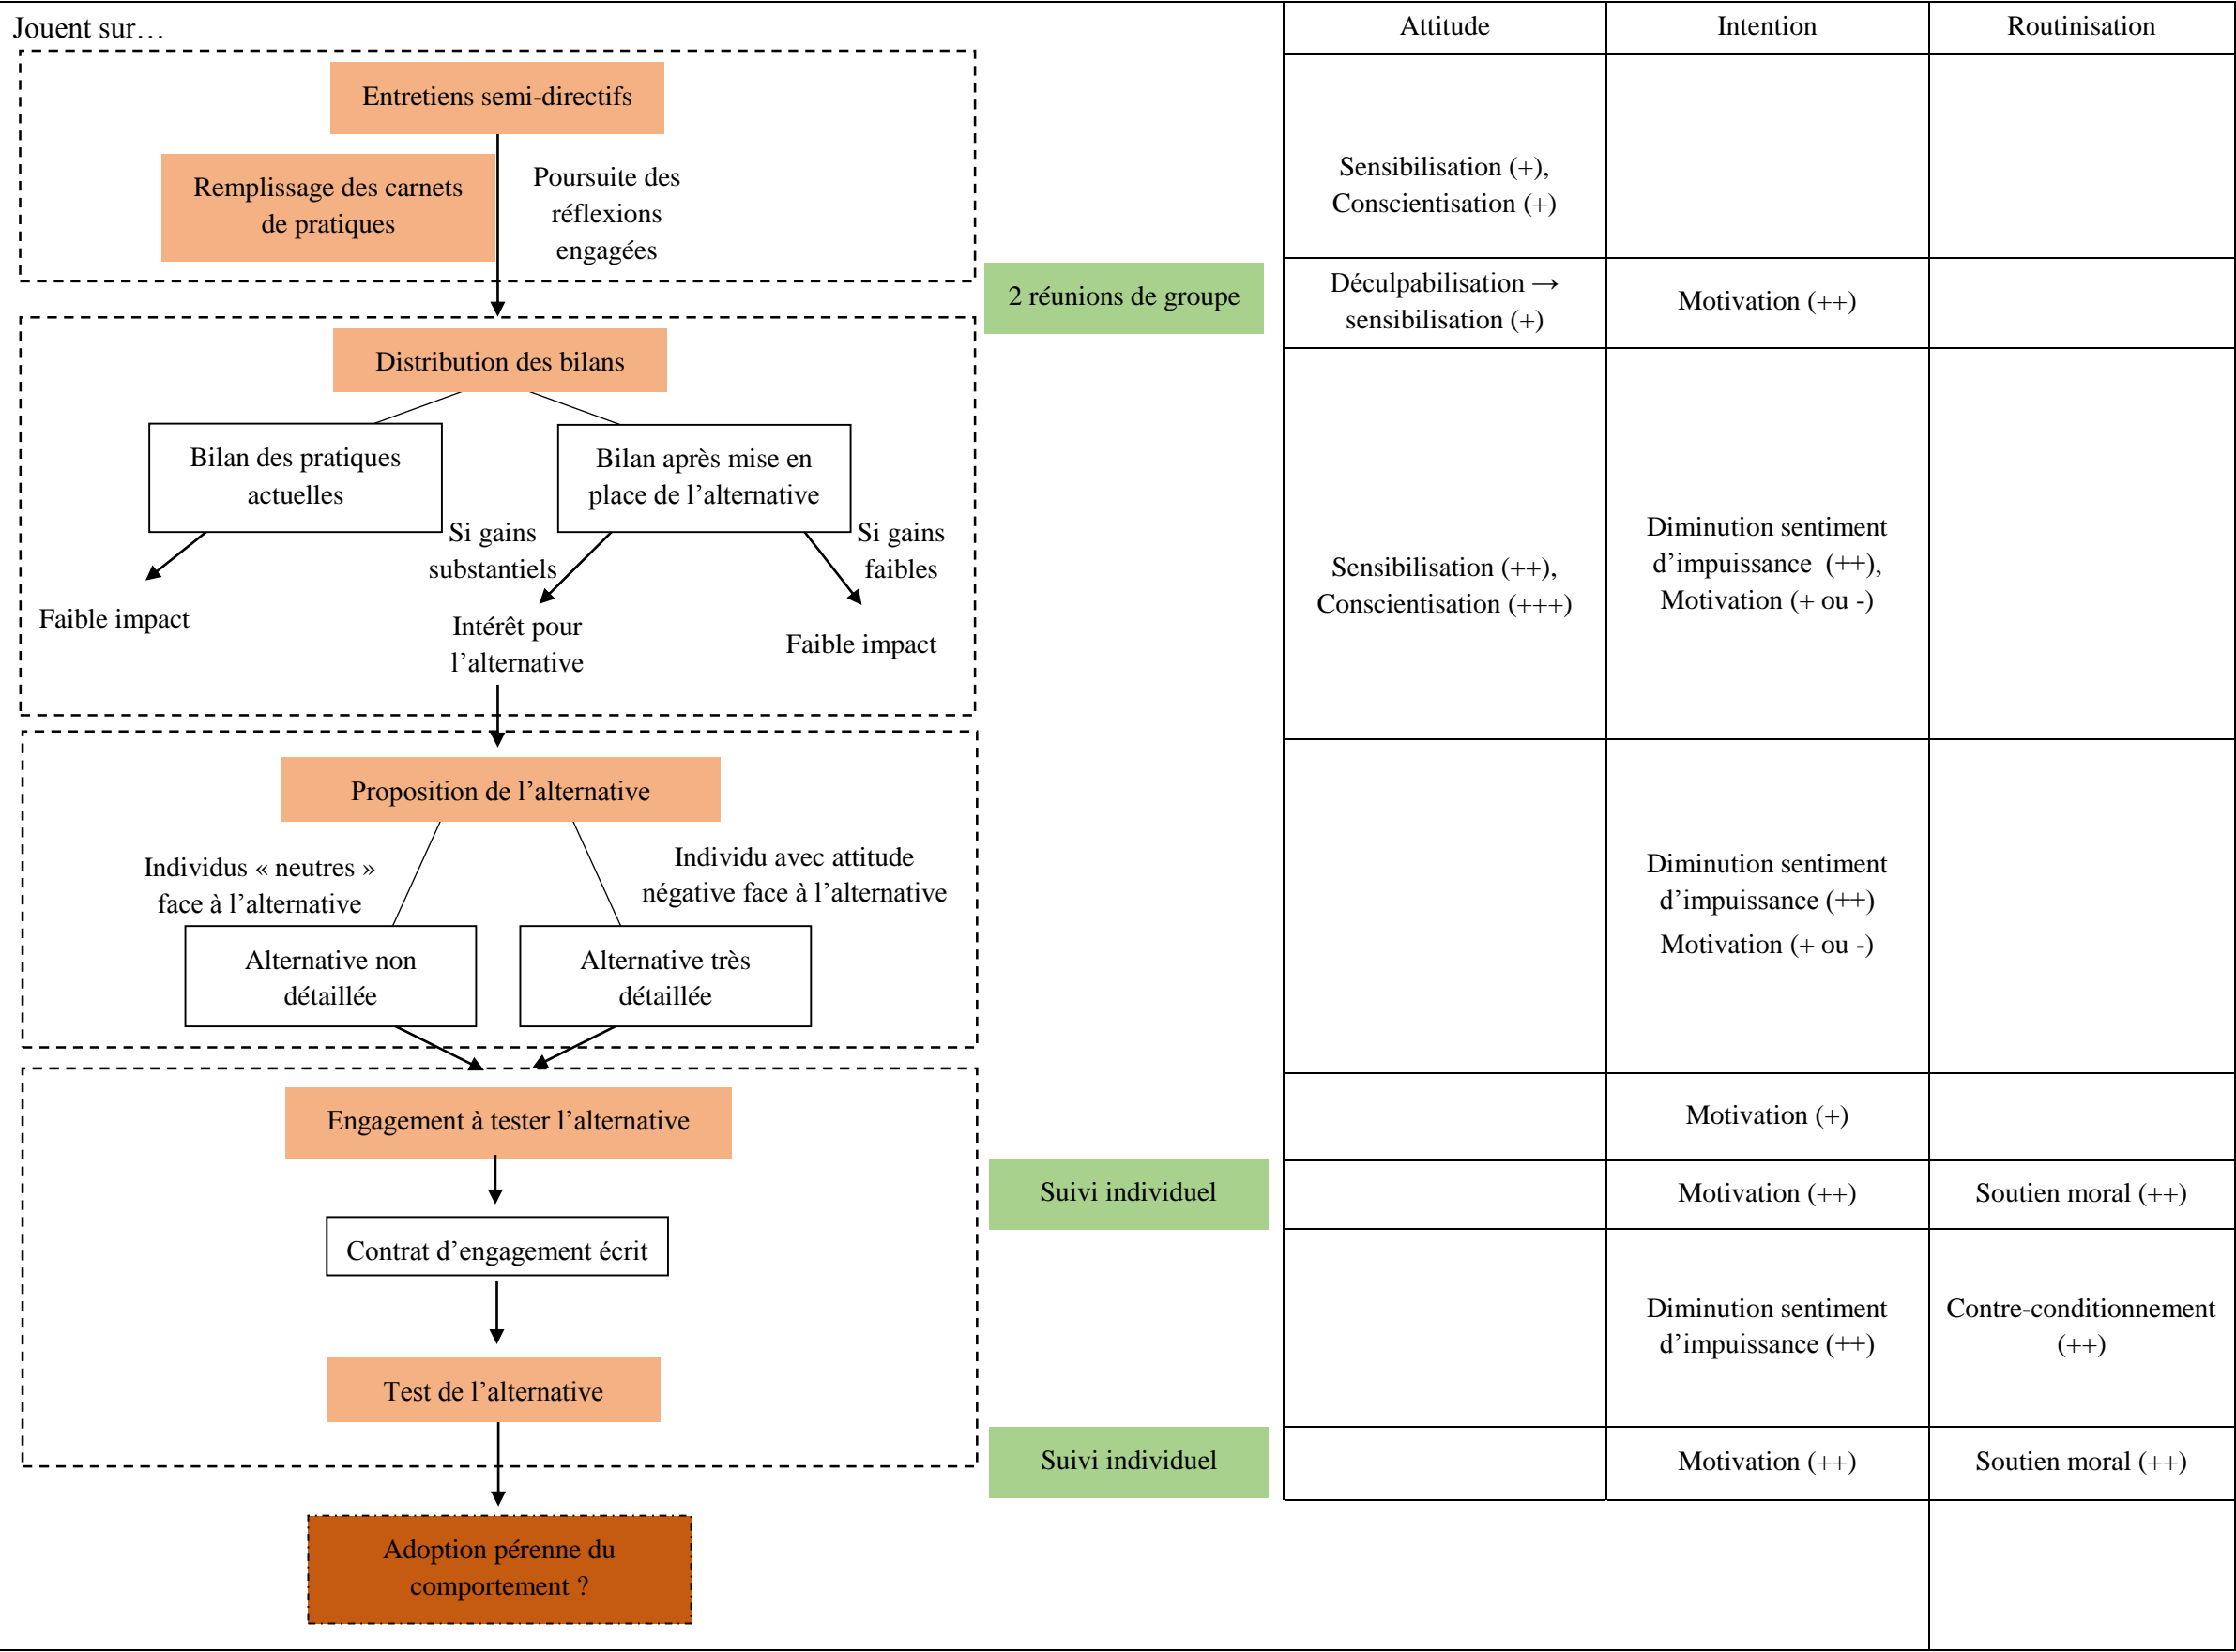 Jouent sur…
Attitude
Intention
Routinisation
Entretiens semi-directifs
Remplissage des carnets
de pratiques
Poursuite des
réflexions
engagées
Sensibilisation (+),
Conscientisation (+)
2 réunions de groupe
Déculpabilisation →
sensibilisation (+)
Motivation (++)
Distribution des bilans
Bilan des pratiques
actuelles
Bilan après mise en
place de l’alternative
Si gains
substantiels
Si gains
faibles
Faible impact
Intérêt pour
l’alternative
Faible impact
Sensibilisation (++),
Conscientisation (+++)
Diminution sentiment
d’impuissance (++),
Motivation (+ ou -)
Proposition de l’alternative
Individus « neutres »
face à l’alternative
Individu avec attitude
négative face à l’alternative
Alternative non
détaillée
Alternative très
détaillée
Diminution sentiment
d’impuissance (++)
Motivation (+ ou -)
Engagement à tester l’alternative
Motivation (+)
Suivi individuel
Motivation (++)
Soutien moral (++)
Contrat d’engagement écrit
Diminution sentiment
d’impuissance (++)
Contre-conditionnement
(++)
Test de l’alternative
Suivi individuel
Motivation (++)
Soutien moral (++)
Adoption pérenne du
comportement ?